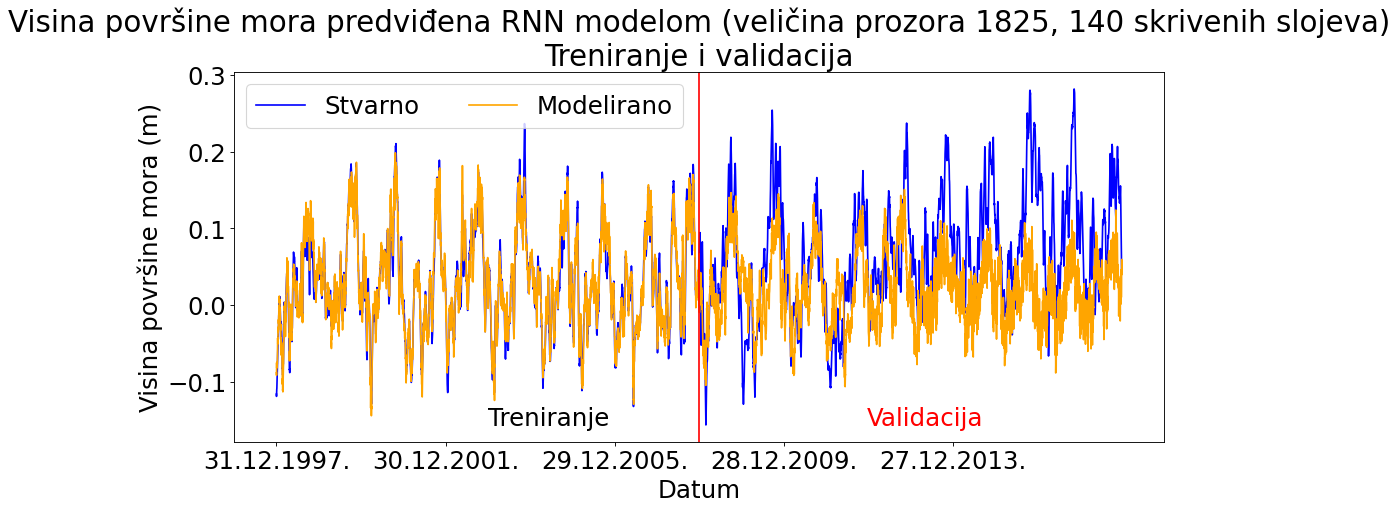 Visina površine mora predviđena RNN modelom (veličina prozora 1825, 140 skrivenih slojeva)
Treniranje i validacija
Stvarno
Modelirano
Visina površine mora (m)
0.3
0.2
0.1
0.0
−0.1
Treniranje
Validacija
31.12.1997.
30.12.2001.
29.12.2005.
28.12.2009.
27.12.2013.
Datum